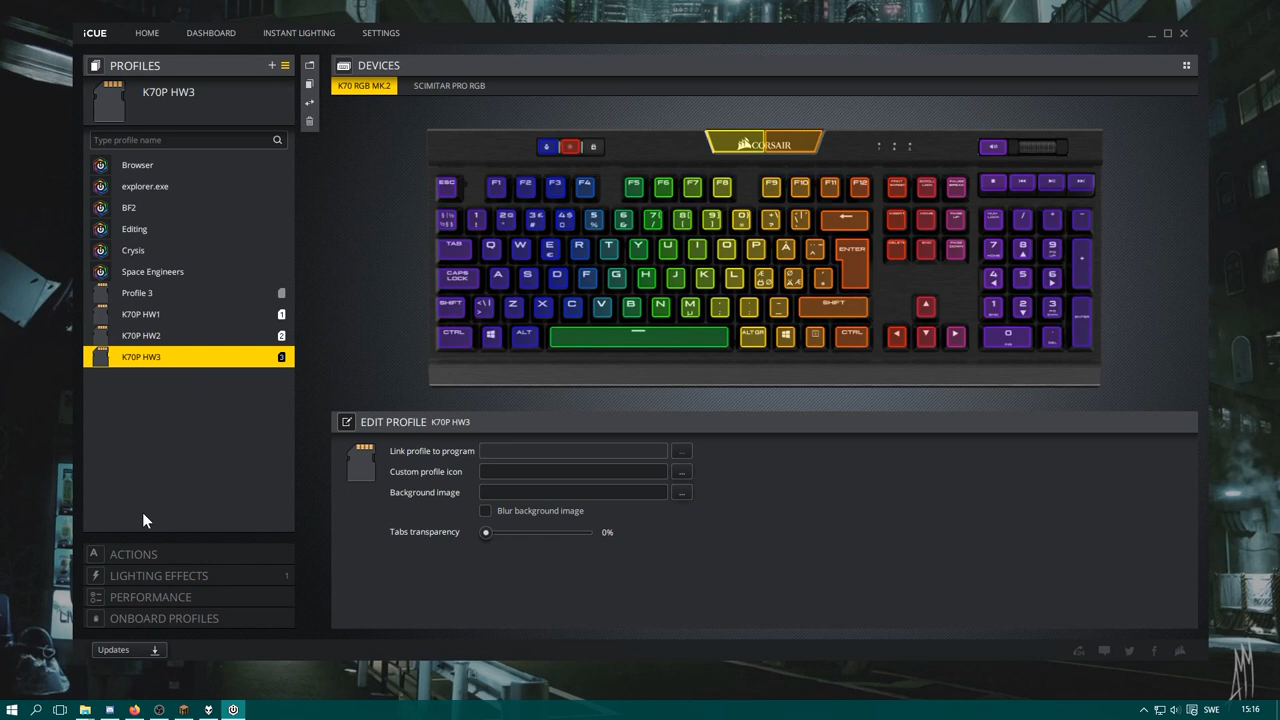 iCUE HOME DASHBOARD INSTANT LIGHTING SETTINGS
PROFILES
K70P HW3
Type profile name
Browser
explorer.exe
BF2
Editing
Crysis
Space Engineers
Profile 3
K70P HW1 1
K70P HW2 2
K70P HW3 3
ACTIONS
LIGHTING EFFECTS 1
PERFORMANCE
ONBOARD PROFILES
Updates
DEVICES
K70 RGB MK.2 SCIMITAR PRO RGB
CORSAIR
ESC F1 F2 F3 F4 F5 F6 F7 F8 F9 F10 F11 F12
TAB Q W E R T Y U I O P Å ENTER 7 8 9
CAPS LOCK A S D F G H J K L 4 5 6
SHIFT Z X C V B N M SHIFT 1 2 3 ENTER
CTRL ALT ALT GR CTRL 0
EDIT PROFILE K70P HW3
Link profile to program ...
Custom profile icon ...
Background image ...
Blur background image
Tabs transparency 0%
SWE 15:16